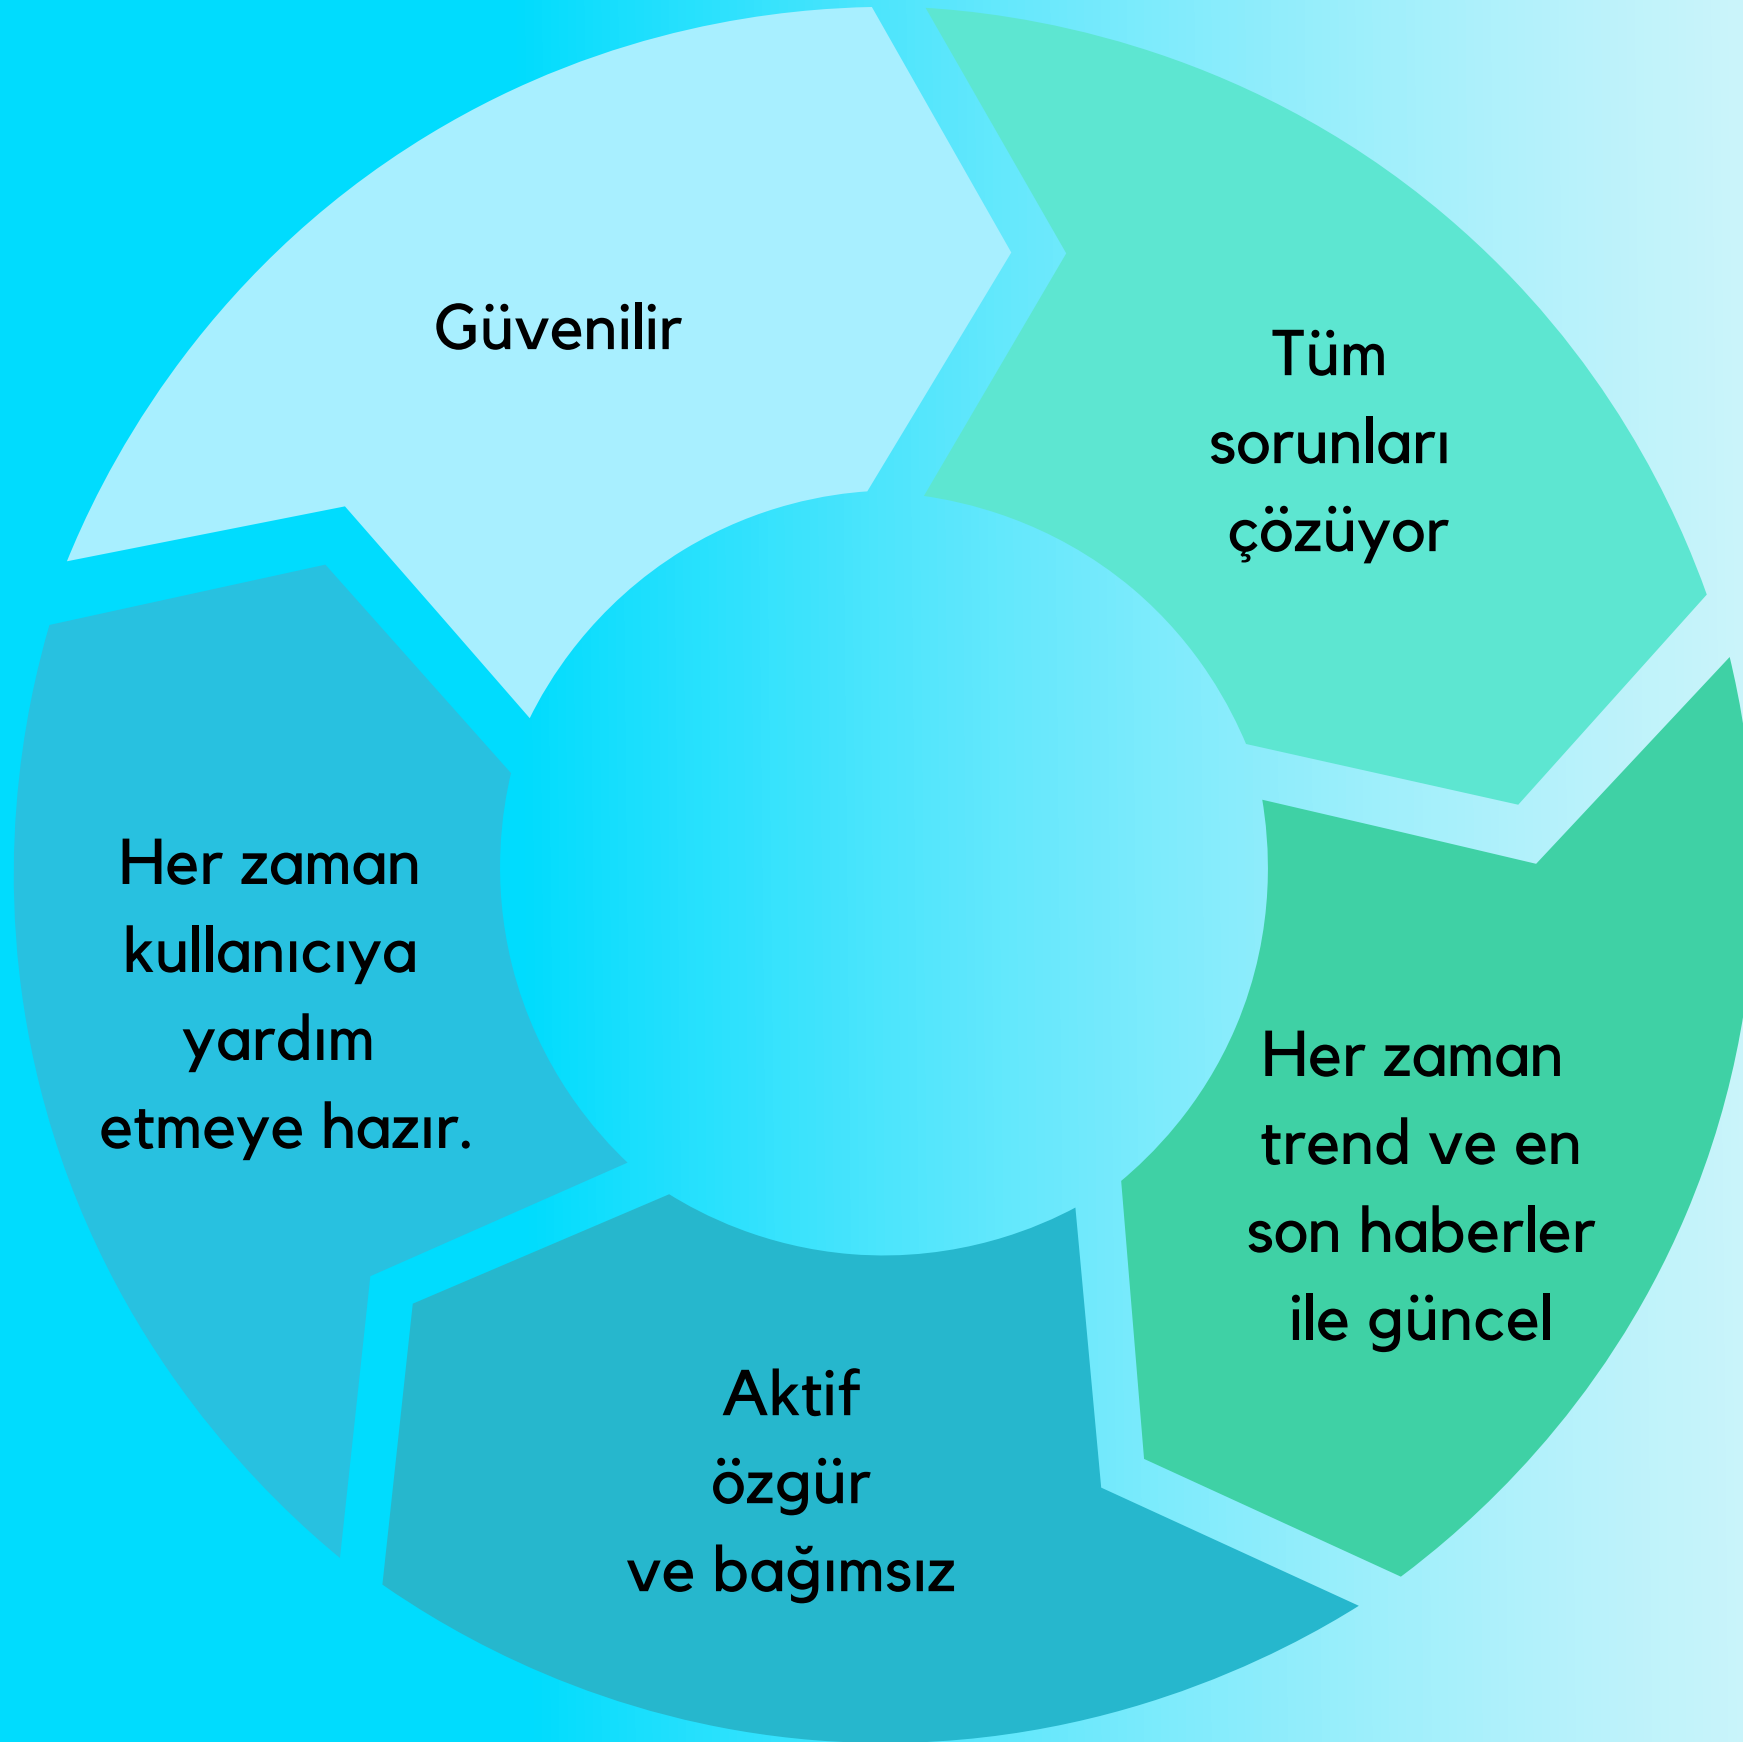 Güvenilir
Tüm
sorunları
çözüyor
Her zaman
trend ve en
son haberler
ile güncel
Aktif
özgür
ve bağımsız
Her zaman
kullanıcıya
yardım
etmeye hazır.